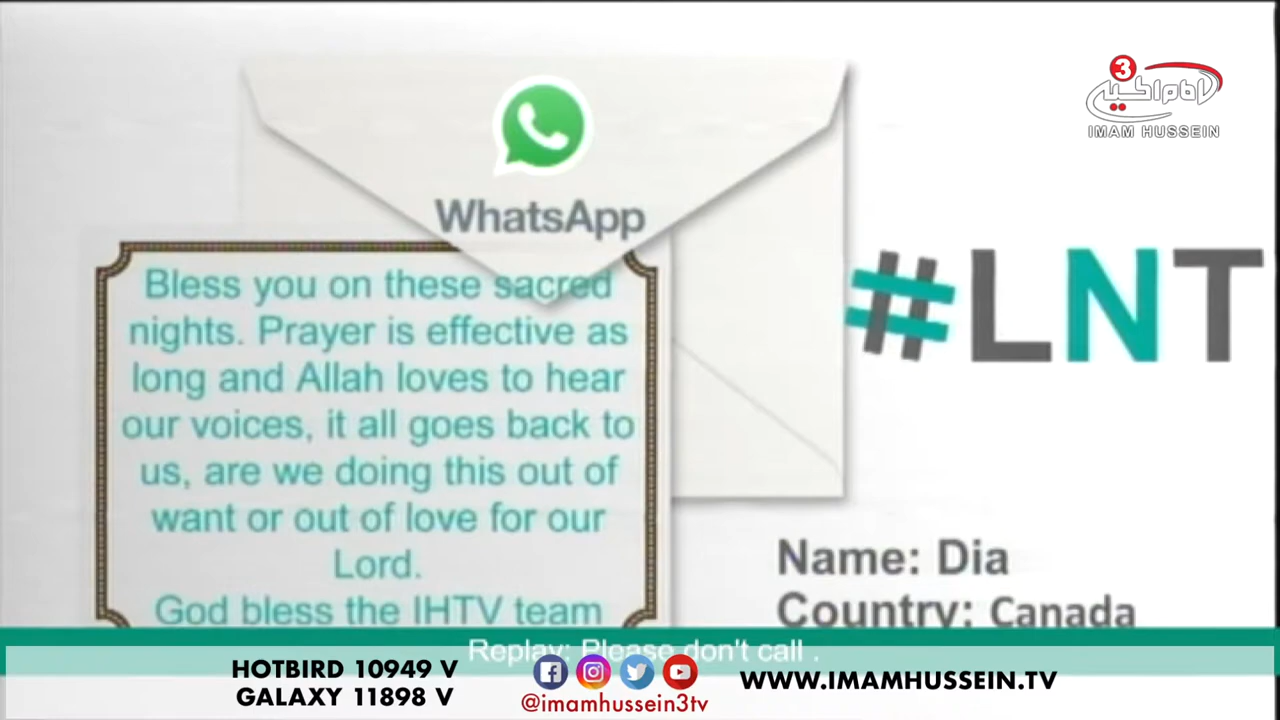 3
امام حسین
IMAM HUSSEIN
WhatsApp
#LNT
Bless you on these sacred
nights. Prayer is effective as
long and Allah loves to hear
our voices, it all goes back to
us, are we doing this out of
want or out of love for our
Lord.
God bless the IHTV team
Name: Dia
Country: Canada
Replay: Please don't call .
HOTBIRD 10949 V
GALAXY 11898 V
@imamhussein3tv
WWW.IMAMHUSSEIN.TV